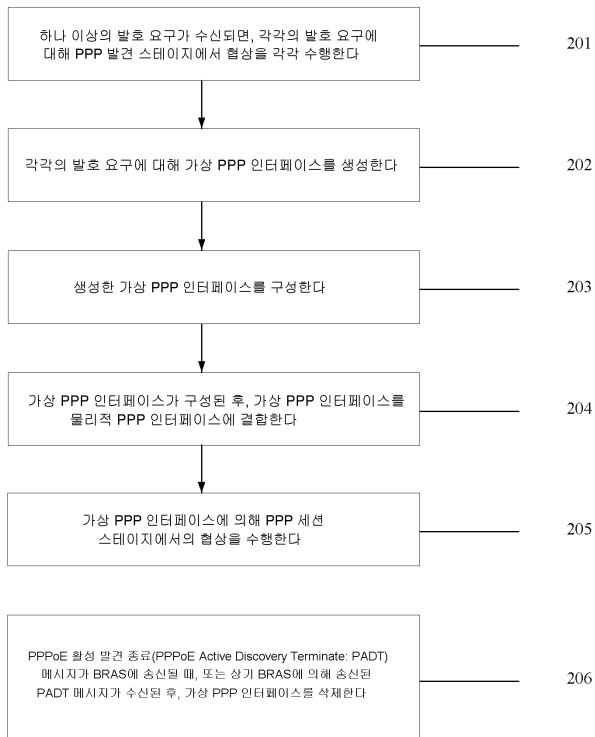 하나 이상의 발호 요구가 수신되면, 각각의 발호 요구에
대해 PPP 발견 스테이지에서 협상을 각각 수행한다
201
각각의 발호 요구에 대해 가상 PPP 인터페이스를 생성한다
202
생성한 가상 PPP 인터페이스를 구성한다
203
가상 PPP 인터페이스가 구성된 후, 가상 PPP 인터페이스를
물리적 PPP 인터페이스에 결합한다
204
가상 PPP 인터페이스에 의해 PPP 세션
스테이지에서의 협상을 수행한다
205
PPPoE 활성 발견 종료(PPPoE Active Discovery Terminate: PADT)
메시지가 BRAS에 송신될 때, 또는 상기 BRAS에 의해 송신된
PADT 메시지가 수신된 후, 가상 PPP 인터페이스를 삭제한다
206